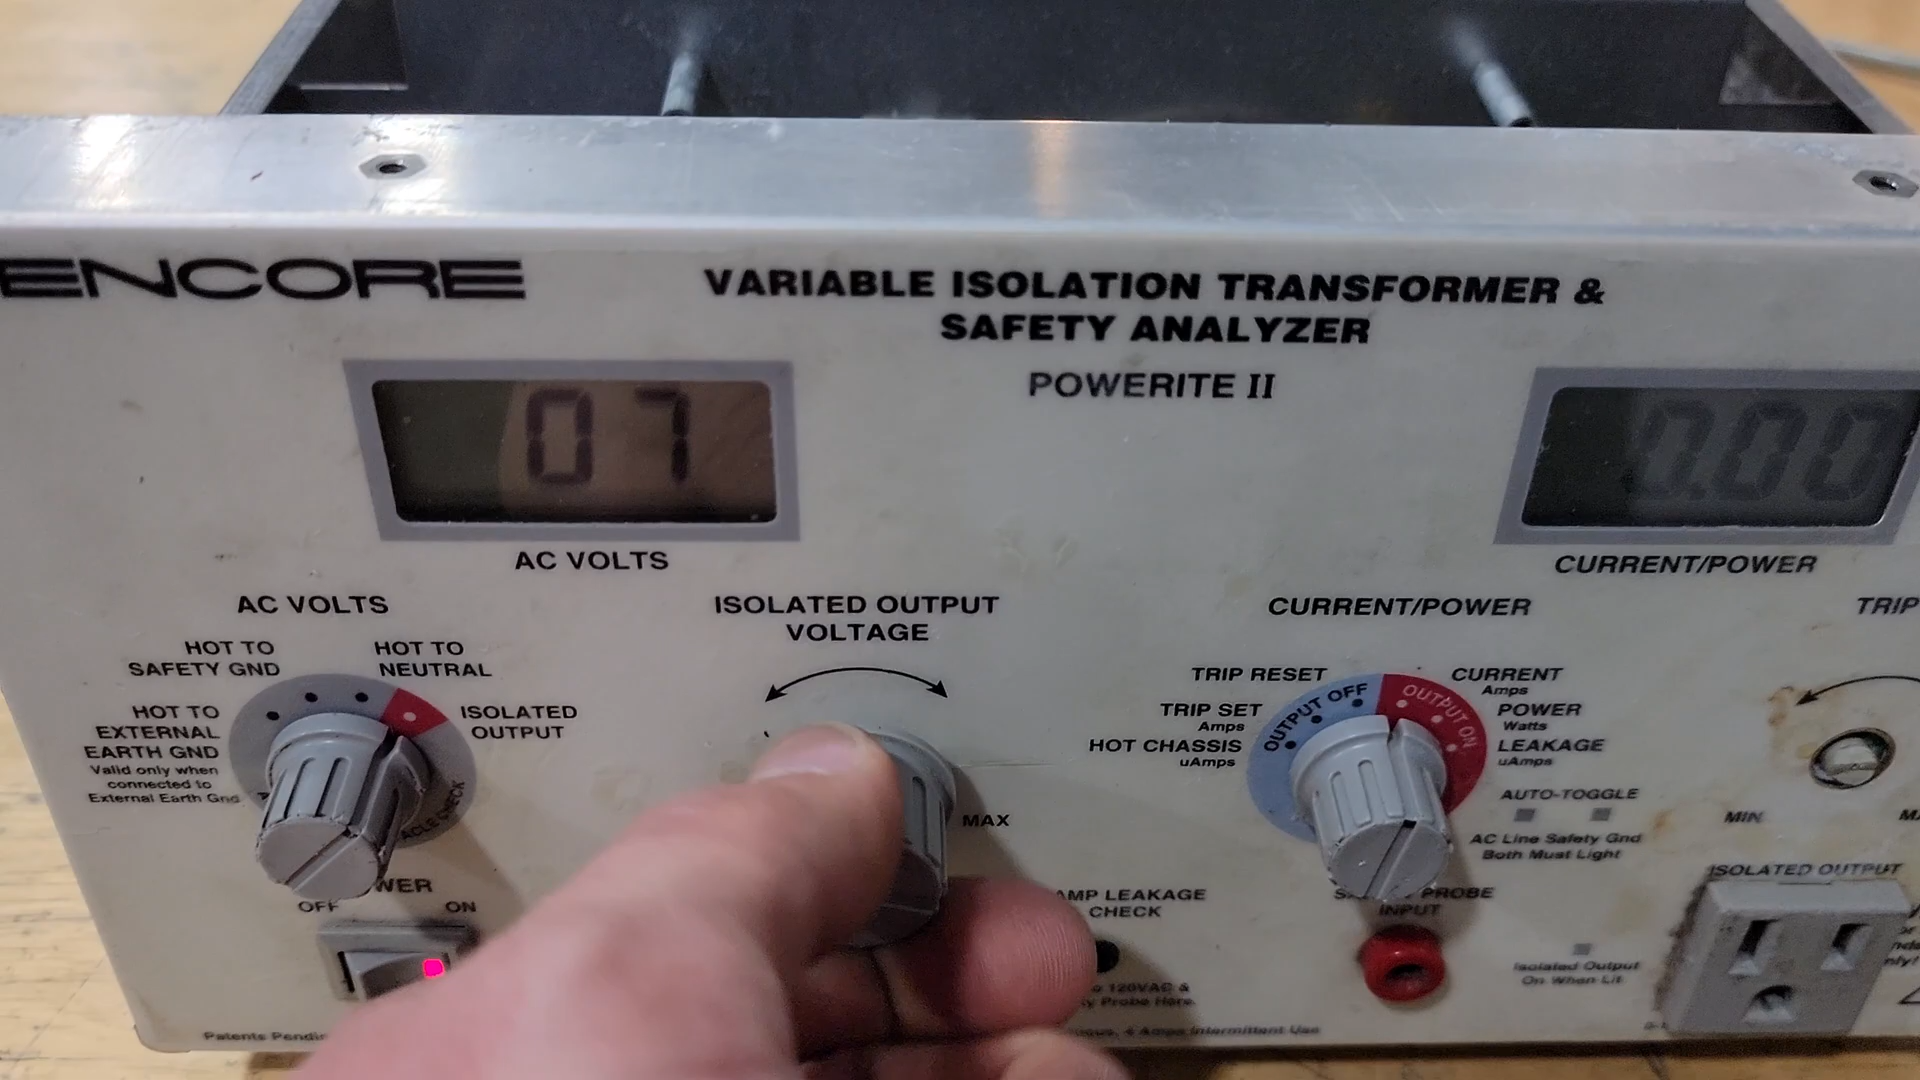 ENCORE
VARIABLE ISOLATION TRANSFORMER &
SAFETY ANALYZER
POWERITE II
07
0.00
AC VOLTS
CURRENT/POWER
AC VOLTS
HOT TO
SAFETY GND
HOT TO
NEUTRAL
HOT TO
EXTERNAL
EARTH GND
Valid only when
connected to
External Earth Gnd
ISOLATED
OUTPUT
ACLE CHECK
ISOLATED OUTPUT
VOLTAGE
MAX
CURRENT/POWER
TRIP RESET
TRIP SET
Amps
HOT CHASSIS
uAmps
OUTPUT OFF
OUTPUT ON
CURRENT
Amps
POWER
Watts
LEAKAGE
uAmps
AUTO-TOGGLE
AC Line Safety Gnd
Both Must Light
TRIP
MIN
WER
OFF
ON
AMP LEAKAGE
CHECK
120VAC &
Probe Here
PROBE
INPUT
Isolated Output
On When Lit
ISOLATED OUTPUT
Patents Pendin
4 Amps Intermittent Use